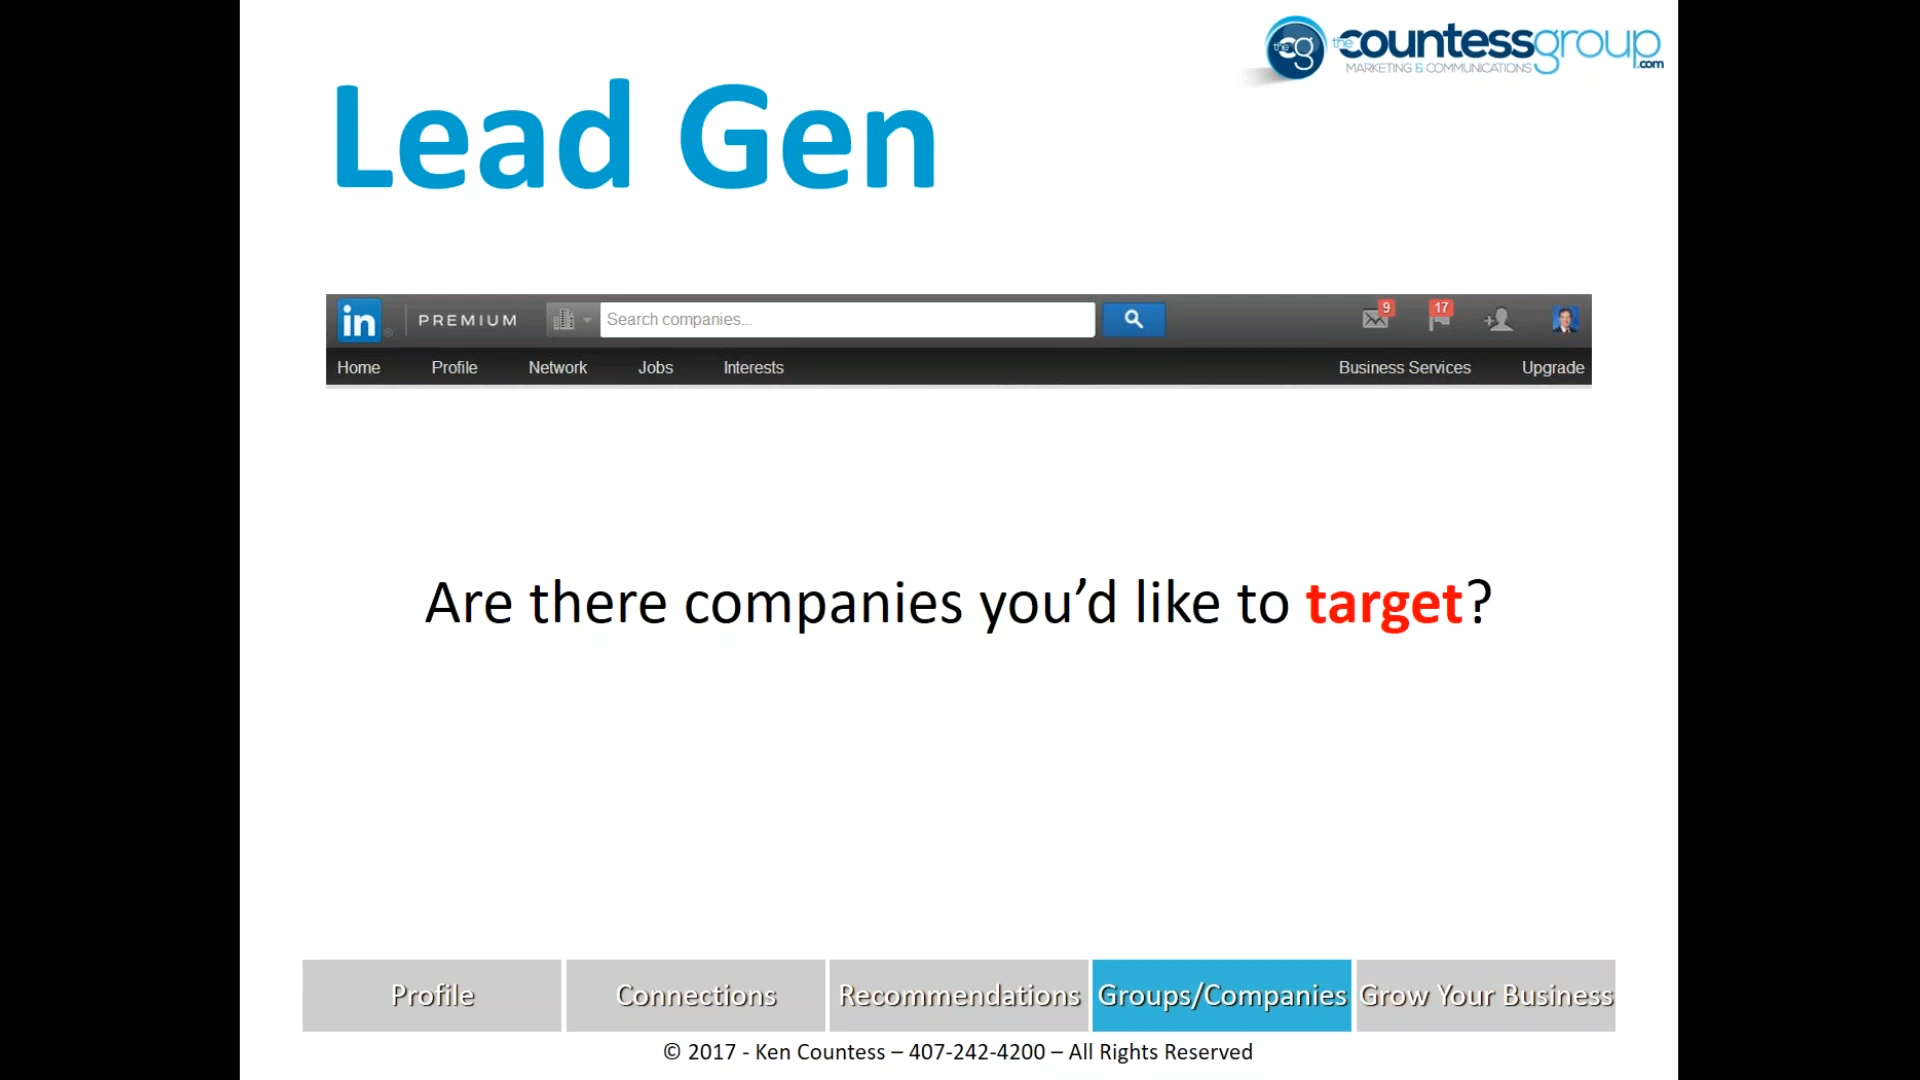 the cg the countessgroup.com
MARKETING & COMMUNICATIONS
Lead Gen
in PREMIUM Search companies... 9 17
Home Profile Network Jobs Interests Business Services Upgrade
Are there companies you’d like to target?
Profile Connections Recommendations Groups/Companies Grow Your Business
© 2017 - Ken Countess – 407-242-4200 – All Rights Reserved